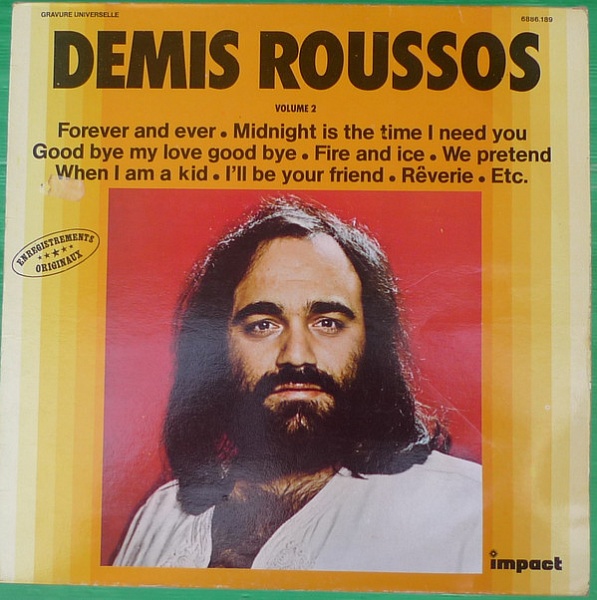 GRAVURE UNIVERSELLE
6886.189
DEMIS ROUSSOS
VOLUME 2
Forever and ever • Midnight is the time I need you
Good bye my love good bye • Fire and ice • We pretend
When I am a kid • I'll be your friend • Rêverie • Etc.
ENREGISTREMENTS
ORIGINAUX
impact